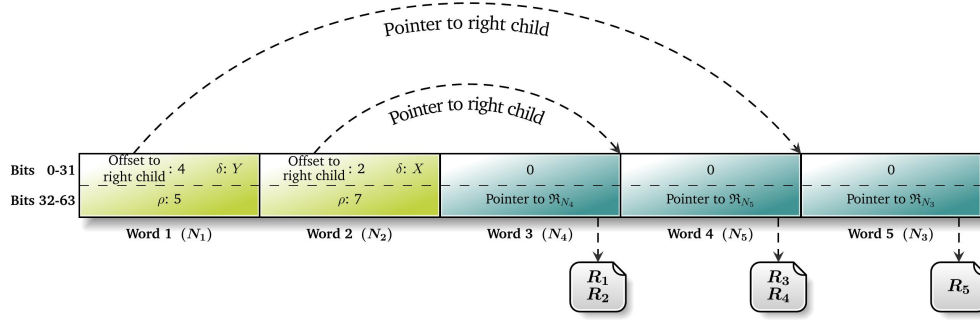 Pointer to right child
Pointer to right child
Bits 0-31
Offset to right child : 4 δ: Y
Offset to right child : 2 δ: X
0
0
0
Bits 32-63
ρ: 5
ρ: 7
Pointer to ℜ_{N_4}
Pointer to ℜ_{N_5}
Pointer to ℜ_{N_3}
Word 1 (N_1)
Word 2 (N_2)
Word 3 (N_4)
Word 4 (N_5)
Word 5 (N_3)
R_1
R_2
R_3
R_4
R_5